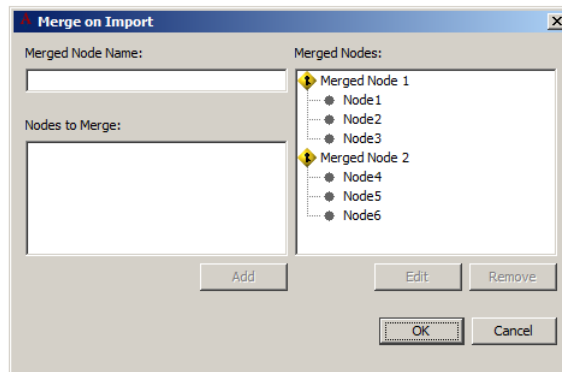 Merge on Import
Merged Node Name:
Nodes to Merge:
Add
Merged Nodes:
Merged Node 1
Node1
Node2
Node3
Merged Node 2
Node4
Node5
Node6
Edit
Remove
OK
Cancel